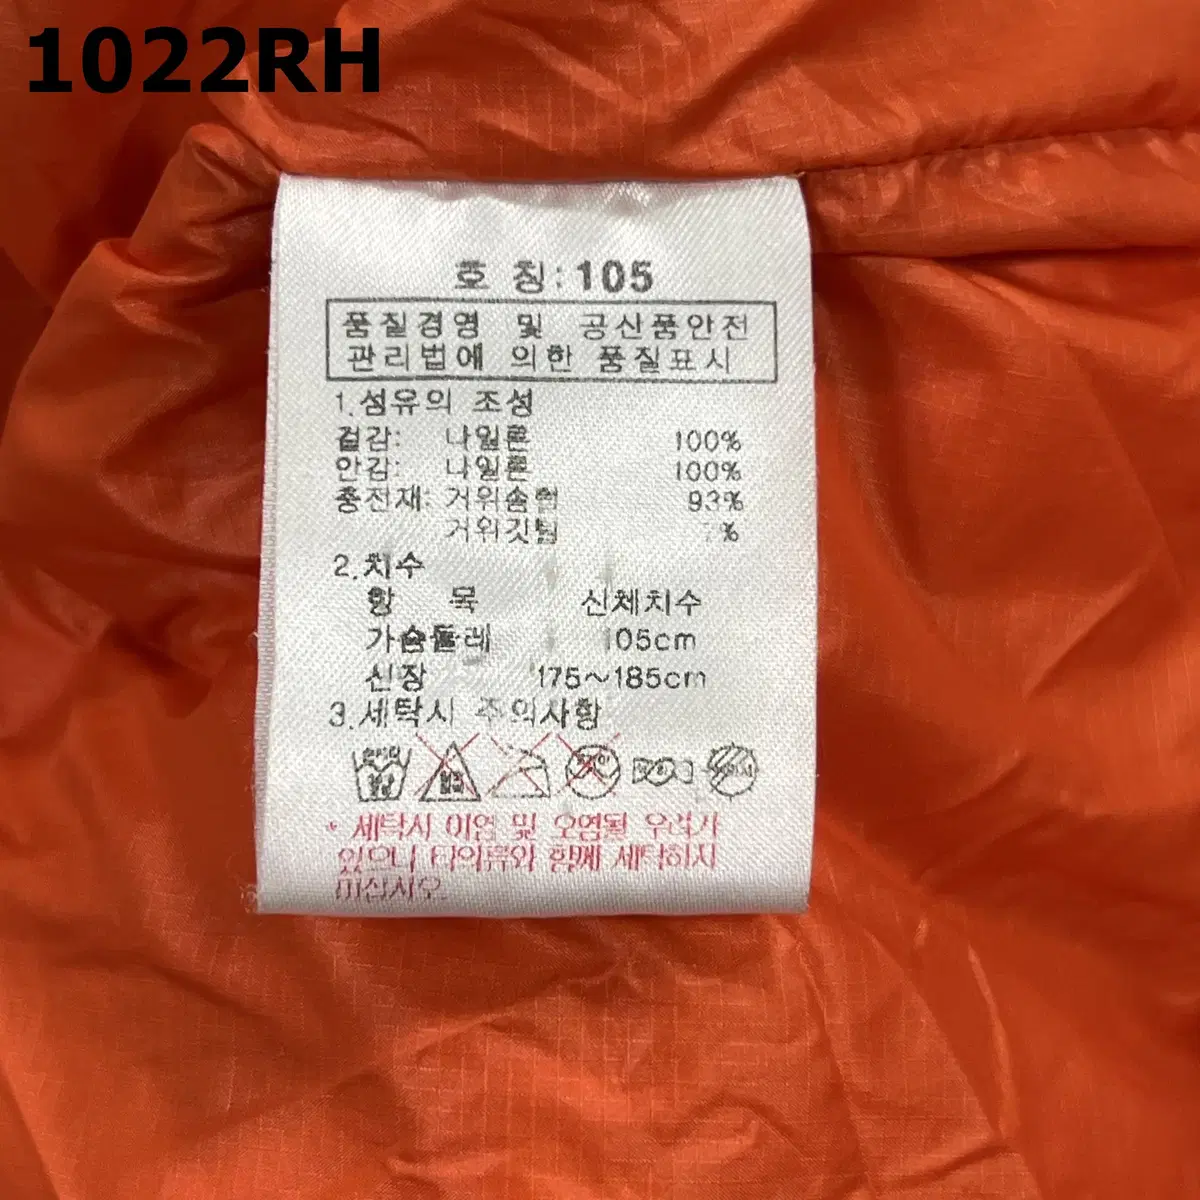 1022RH
호 칭: 105
품질경영 및 공산품안전
관리법에 의한 품질표시
1.섬유의 조성
겉감: 나일론 100%
안감: 나일론 100%
충전재: 거위솜털 93%
거위깃털 7%
2.치수
항 목 신체치수
가슴둘레 105cm
신장 175~185cm
3.세탁시 주의사항
* 세탁시 이염 및 오염될 우려가
있으니 타의류와 함께 세탁하지
마십시오